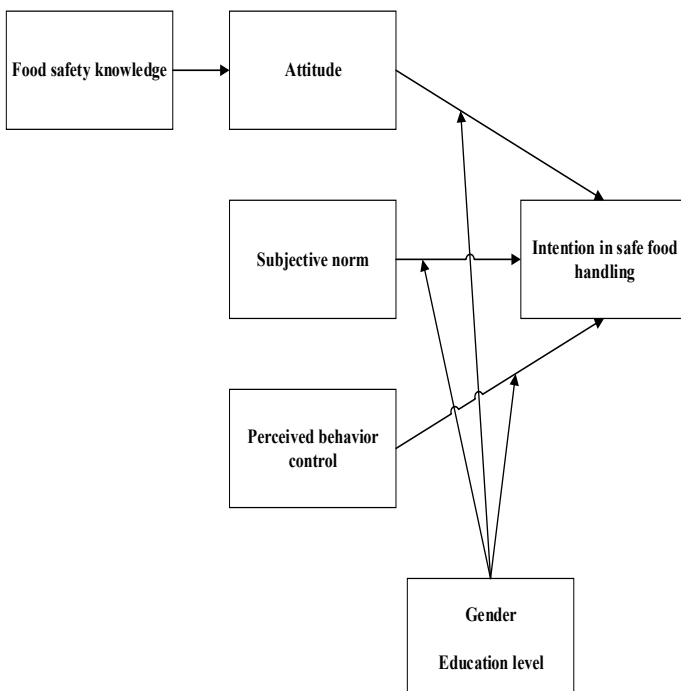 Food safety knowledge
Attitude
Subjective norm
Intention in safe food
handling
Perceived behavior
control
Gender
Education level